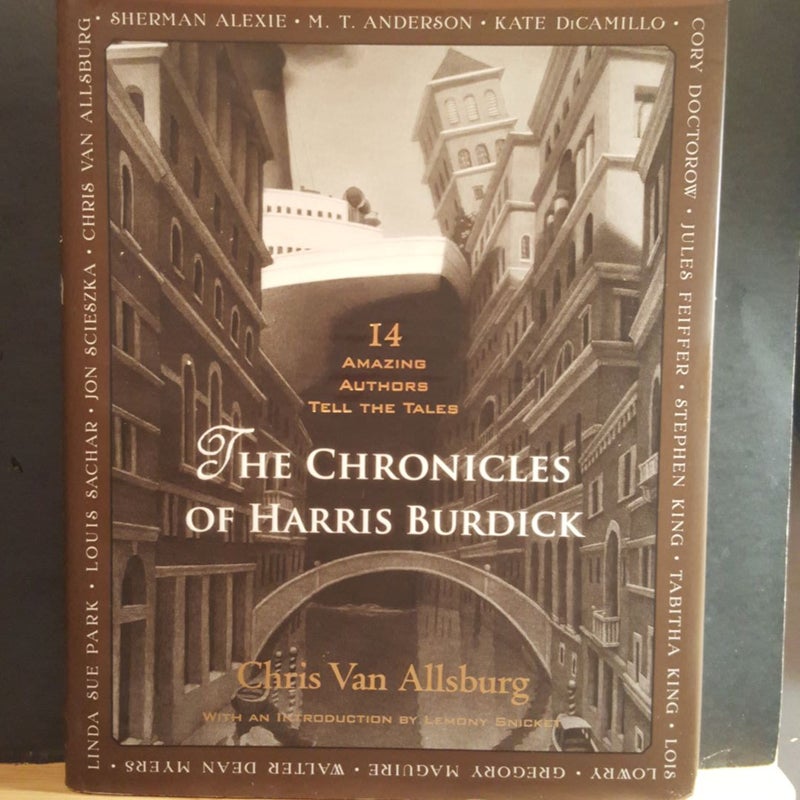 SHERMAN ALEXIE • M. T. ANDERSON • KATE DiCAMILLO •
CORY DOCTOROW • JULES FEIFFER • STEPHEN KING • TABITHA KING • LOIS
LOWRY • GREGORY MAGUIRE • WALTER DEAN MYERS •
LINDA SUE PARK • LOUIS SACHAR • JON SCIESZKA • CHRIS VAN ALLSBURG •
14
AMAZING
AUTHORS
TELL THE TALES
THE CHRONICLES
OF HARRIS BURDICK
Chris Van Allsburg
WITH AN INTRODUCTION BY LEMONY SNICKET